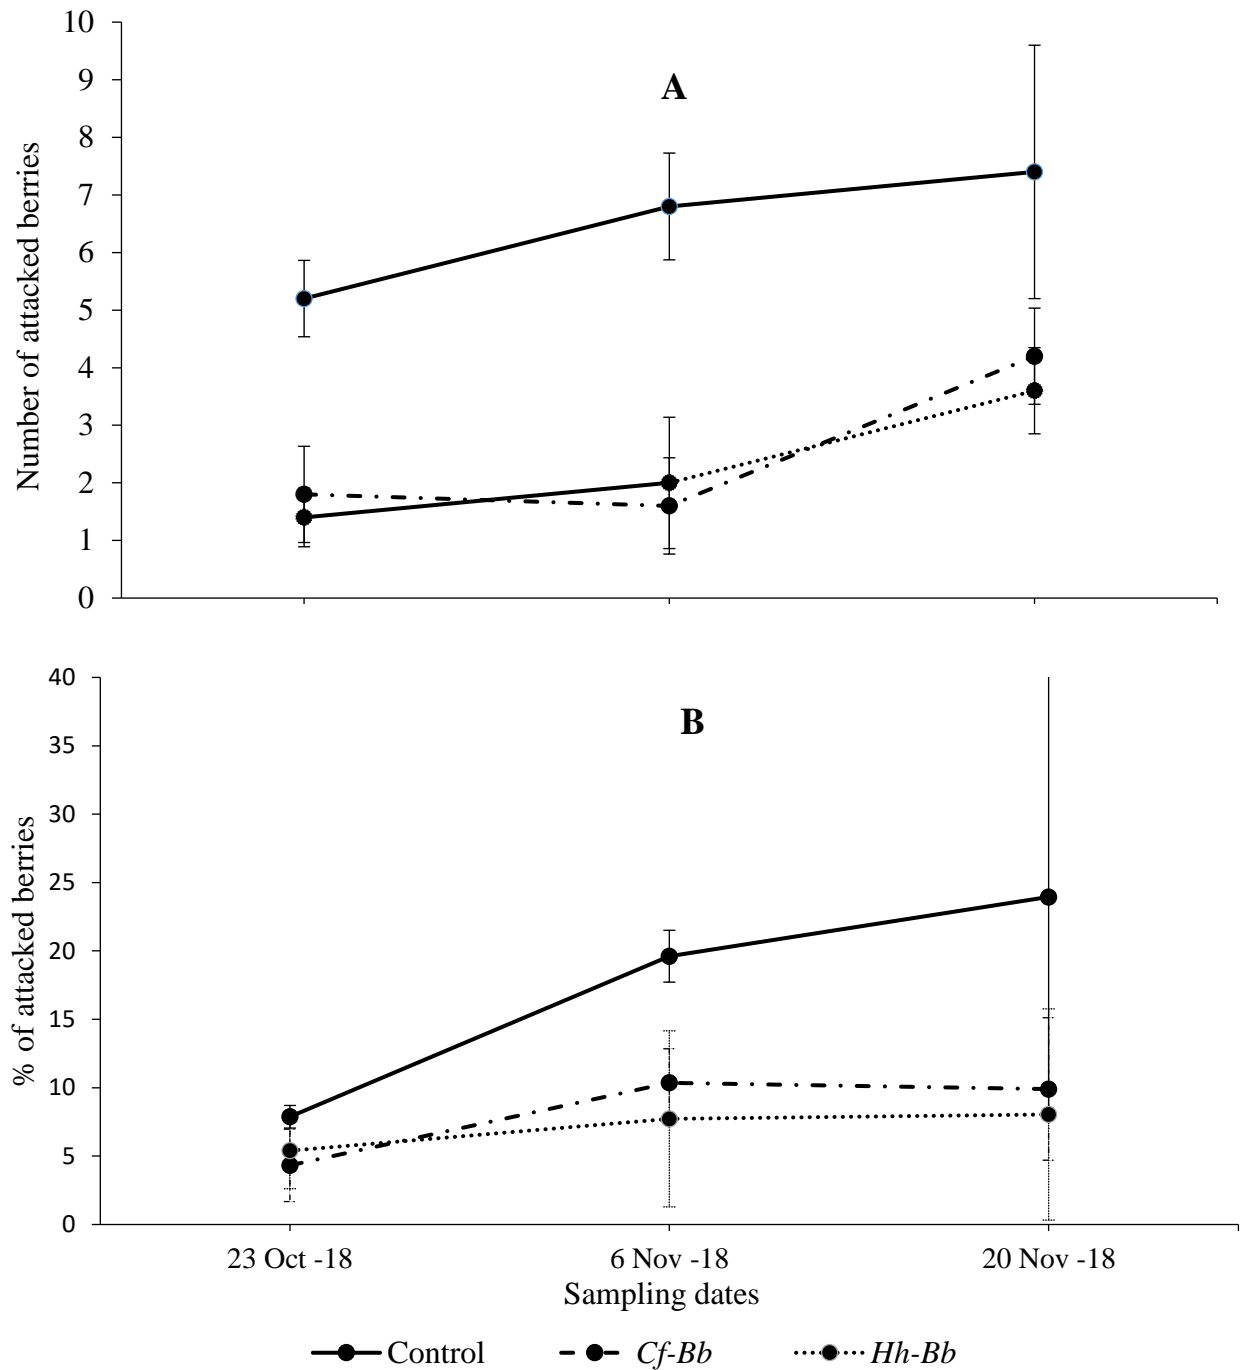 10
9
8
7
6
5
4
3
2
1
0
Number of attacked berries
A
40
35
30
25
20
15
10
5
0
% of attacked berries
B
23 Oct -18 6 Nov -18 20 Nov -18
Sampling dates
Control Cf-Bb Hh-Bb